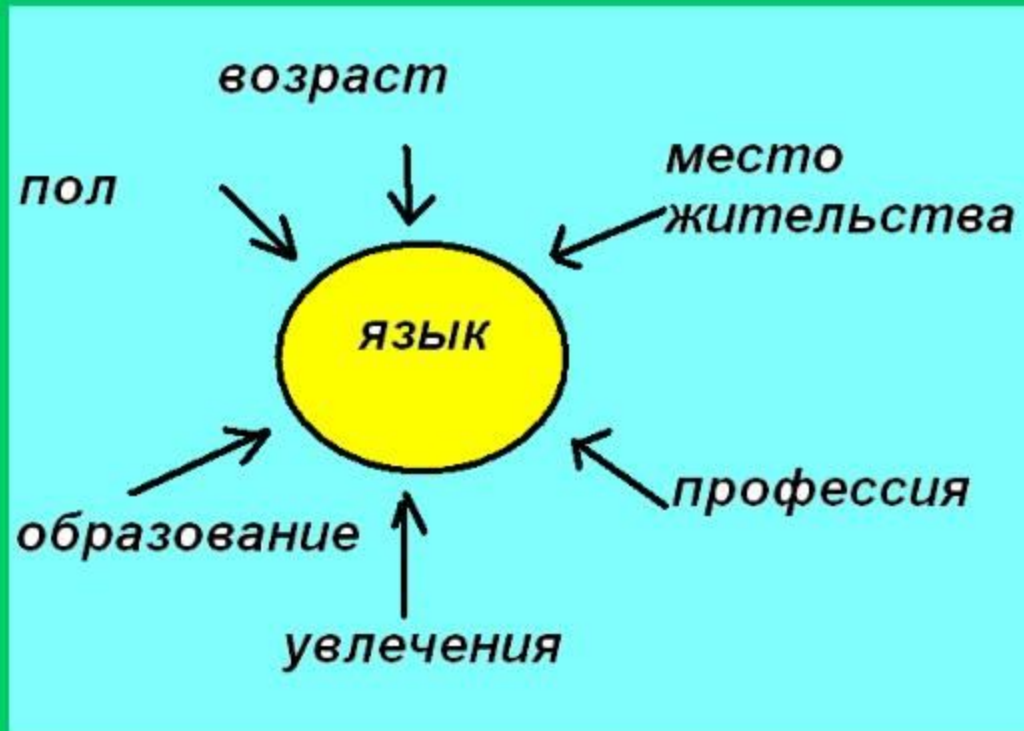 возраст
пол
место
жительства
язык
образование
профессия
увлечения